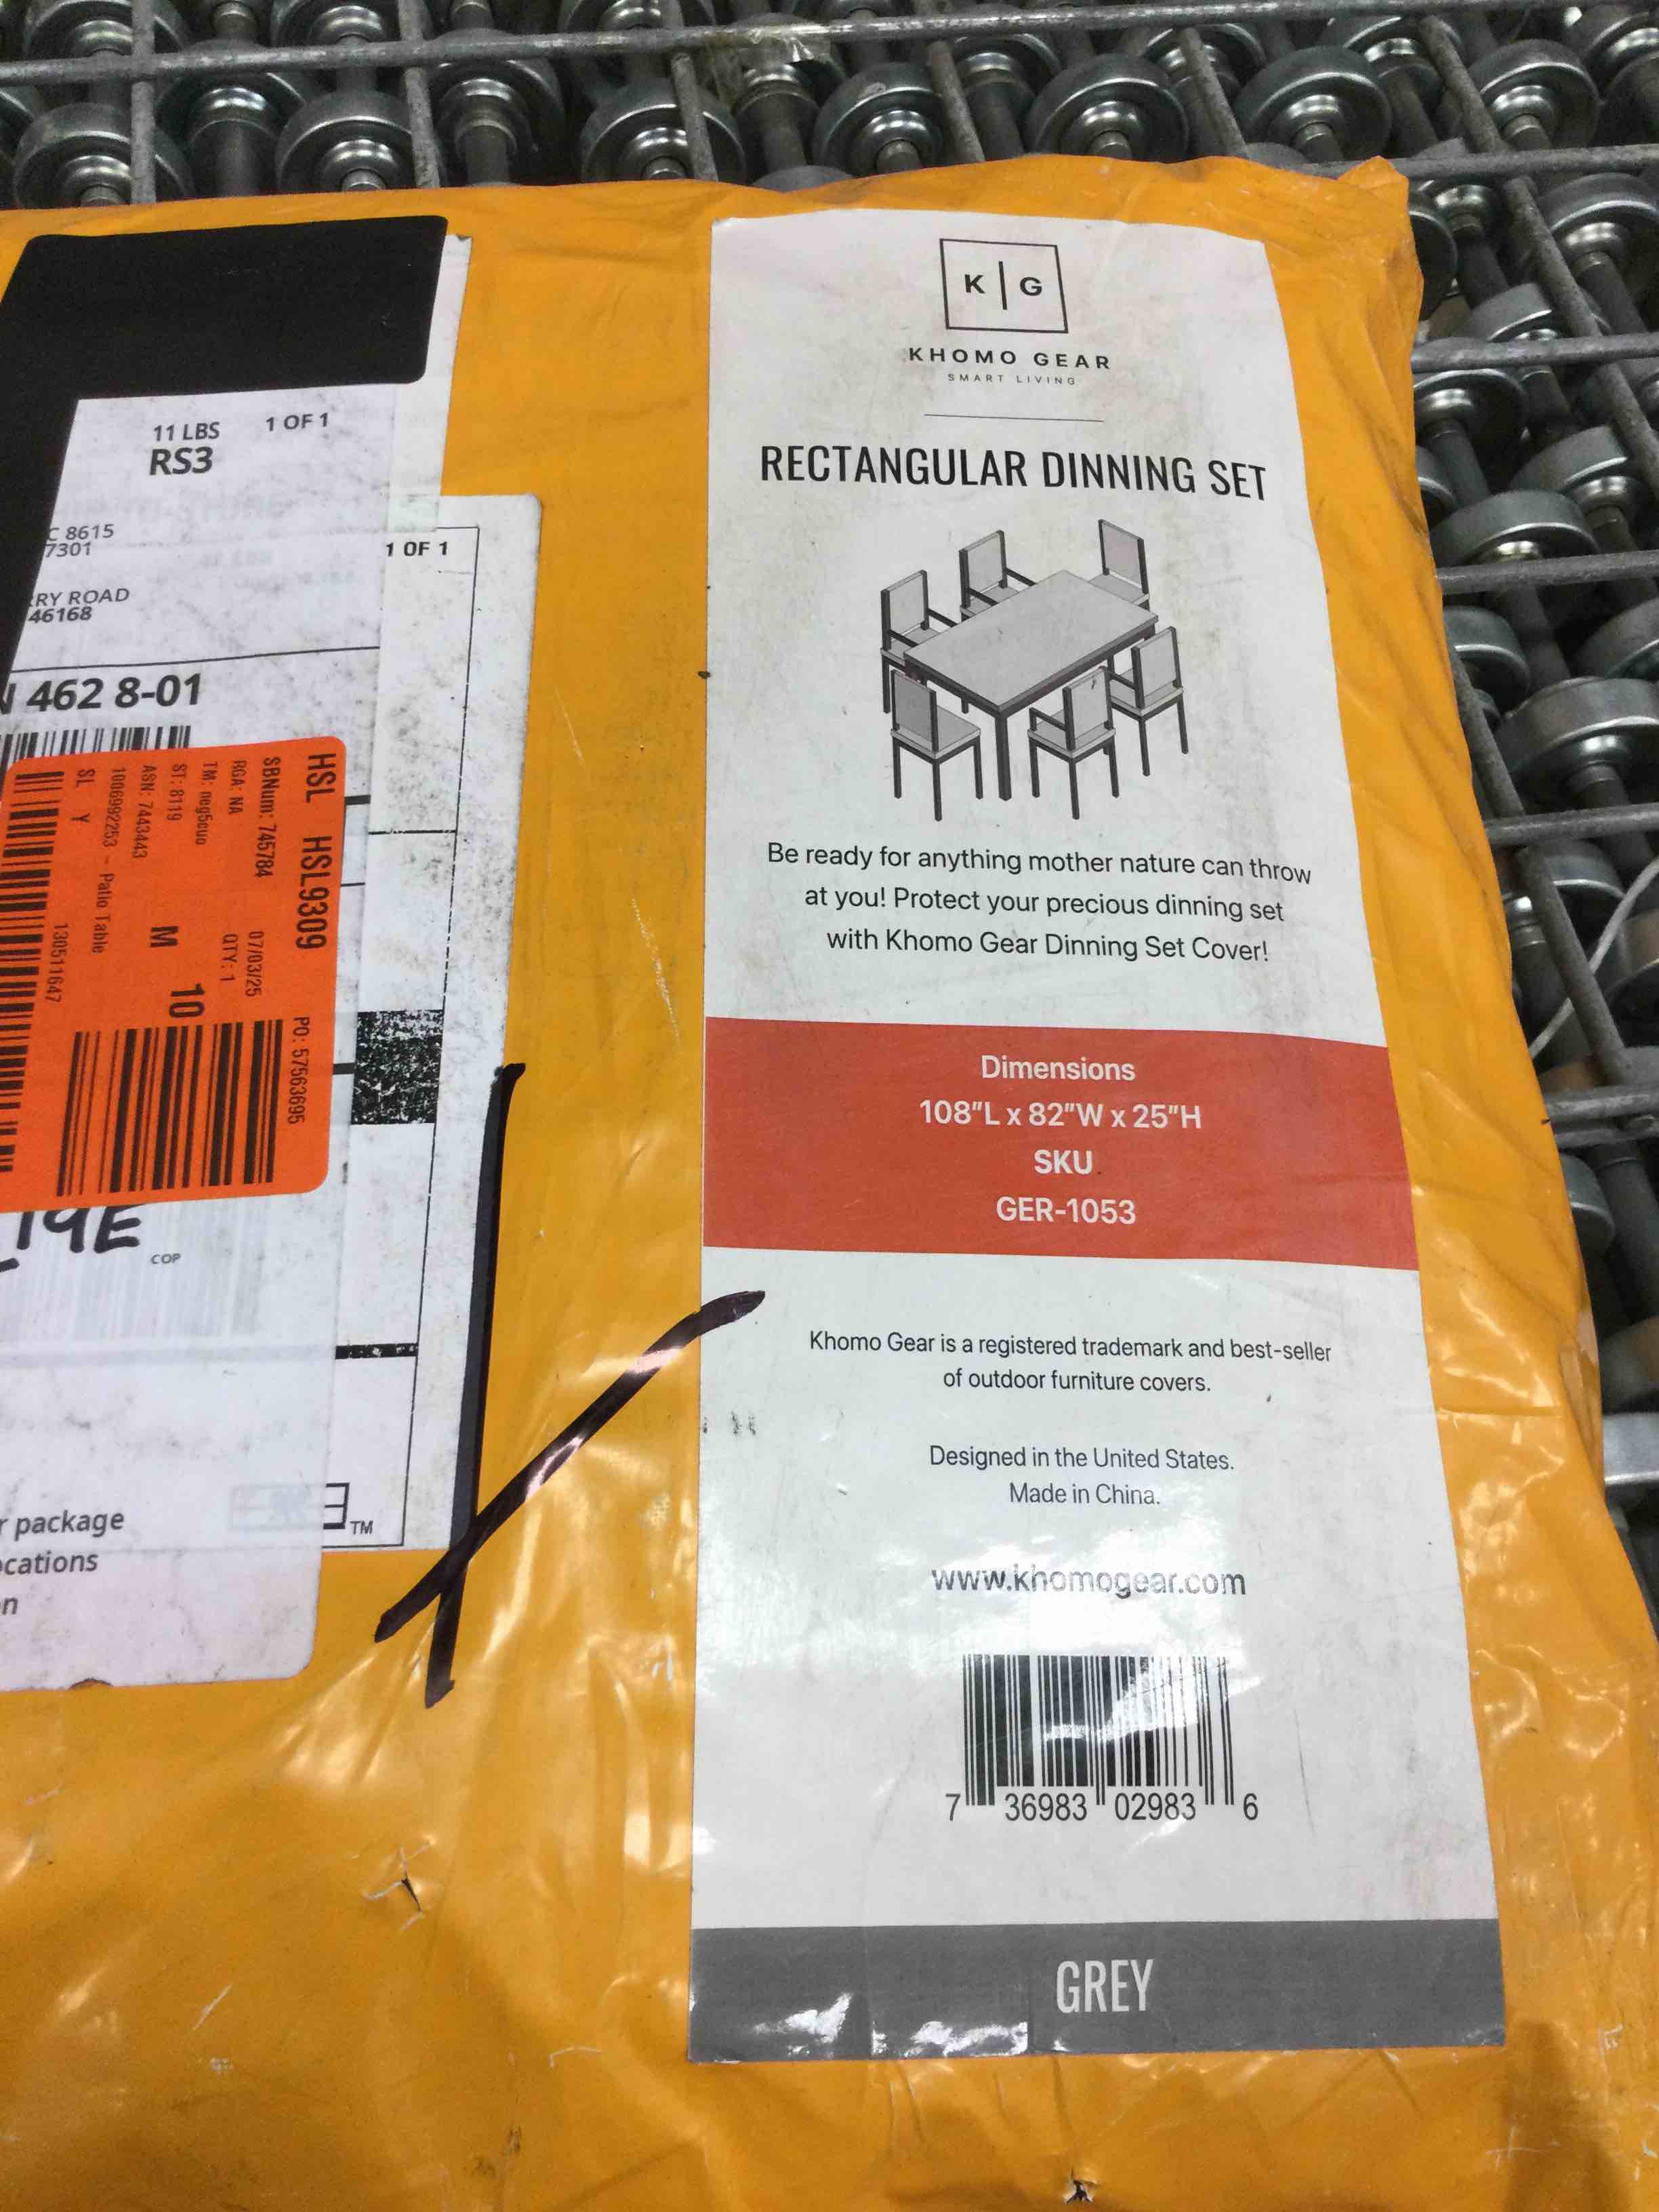 11 LBS 1 OF 1
RS3
C 8615
7301
1 OF 1
RY ROAD
46168
462 8-01
HSL HSL9309 PO: 57563695
SBNum: 745784 07/03/25
RGA: NA QTY: 1
TM: neg5cuo
ST: 8119 M 10
ASN: 7443443
1006992253 - Patio Table
SL Y
130511647
19E
COP
r package
ocations
n
TM
K | G
KHOMO GEAR
SMART LIVING
RECTANGULAR DINNING SET
Be ready for anything mother nature can throw
at you! Protect your precious dinning set
with Khomo Gear Dinning Set Cover!
Dimensions
108"L x 82"W x 25"H
SKU
GER-1053
Khomo Gear is a registered trademark and best-seller
of outdoor furniture covers.
Designed in the United States.
Made in China.
www.khomogear.com
7 36983 02983 6
GREY